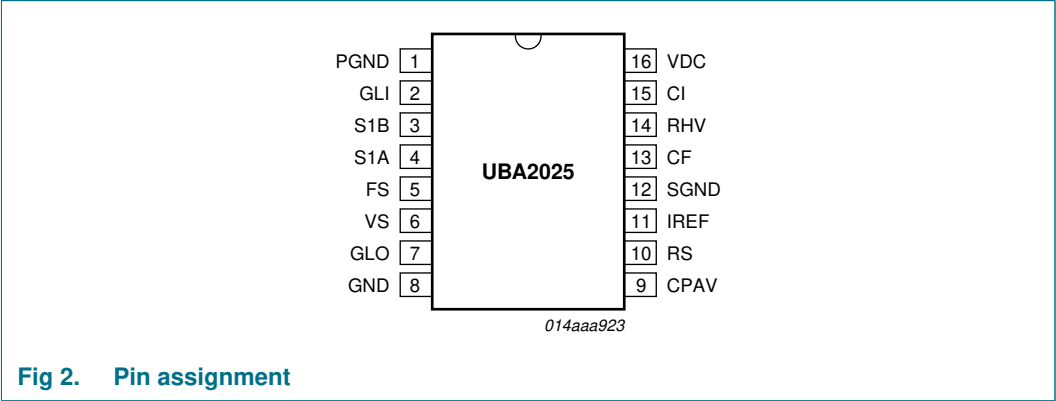 PGND 1 16 VDC
GLI 2 15 CI
S1B 3 14 RHV
S1A 4 13 CF
UBA2025
FS 5 12 SGND
VS 6 11 IREF
GLO 7 10 RS
GND 8 9 CPAV
014aaa923
Fig 2. Pin assignment